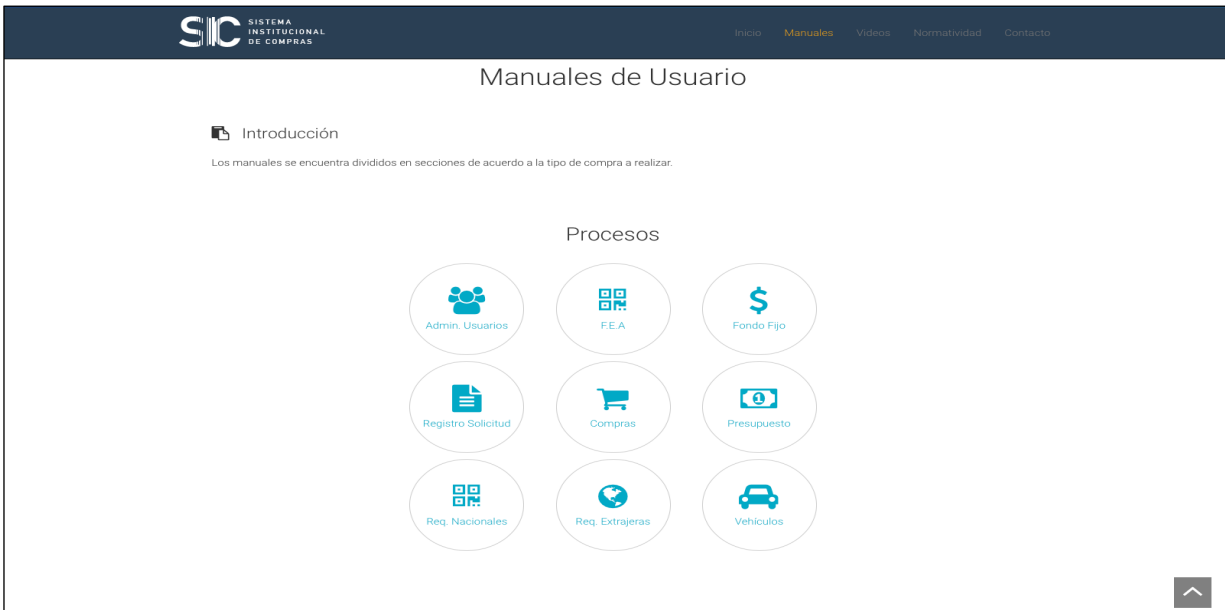 SIC SISTEMA
INSTITUCIONAL
DE COMPRAS
Inicio Manuales Videos Normatividad Contacto
Manuales de Usuario
Introducción
Los manuales se encuentra divididos en secciones de acuerdo a la tipo de compra a realizar.
Procesos
Admin. Usuarios F.E.A Fondo Fijo
Registro Solicitud Compras Presupuesto
Req. Nacionales Req. Extrajeras Vehículos